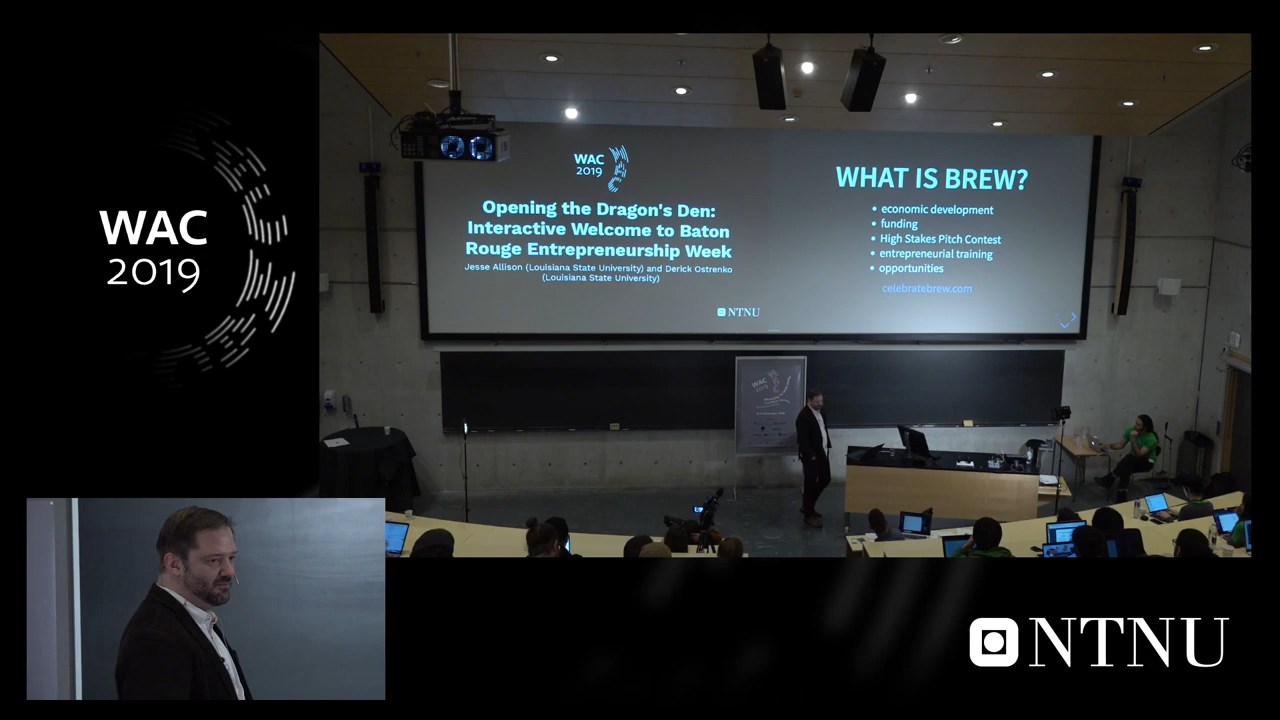 WAC
2019
WAC
2019
Opening the Dragon's Den:
Interactive Welcome to Baton
Rouge Entrepreneurship Week
Jesse Allison (Louisiana State University) and Derick Ostrenko
(Louisiana State University)
NTNU
WHAT IS BREW?
• economic development
• funding
• High Stakes Pitch Contest
• entrepreneurial training
• opportunities
celebratebrew.com
WAC
NTNU